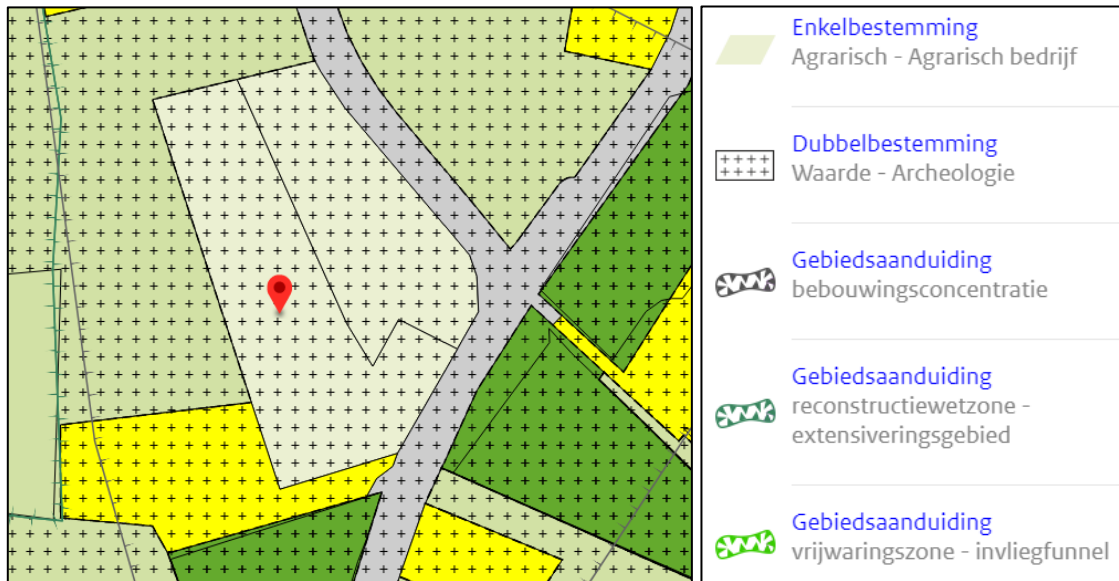 Enkelbestemming
Agrarisch - Agrarisch bedrijf
Dubbelbestemming
Waarde - Archeologie
Gebiedsaanduiding
bebouwingsconcentratie
Gebiedsaanduiding
reconstructiewetzone -
extensiveringsgebied
Gebiedsaanduiding
vrijwaringszone - invliegfunnel